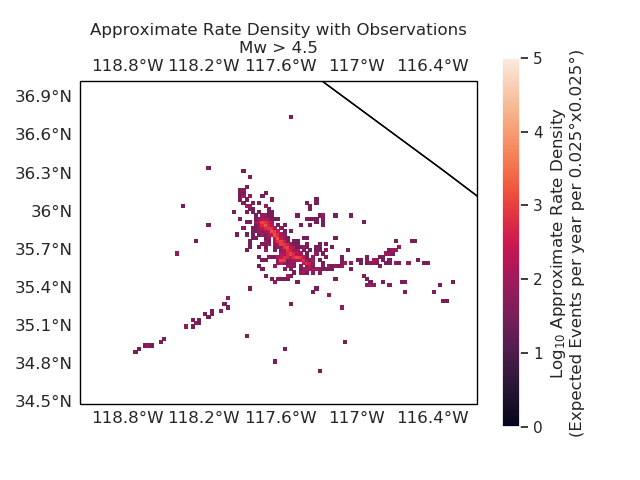 Approximate Rate Density with Observations
Mw > 4.5
118.8°W 118.2°W 117.6°W 117°W 116.4°W
36.9°N
36.6°N
36.3°N
36°N
35.7°N
35.4°N
35.1°N
34.8°N
34.5°N
118.8°W 118.2°W 117.6°W 117°W 116.4°W
5
4
3
2
1
0
Log₁₀ Approximate Rate Density
(Expected Events per year per 0.025°x0.025°)